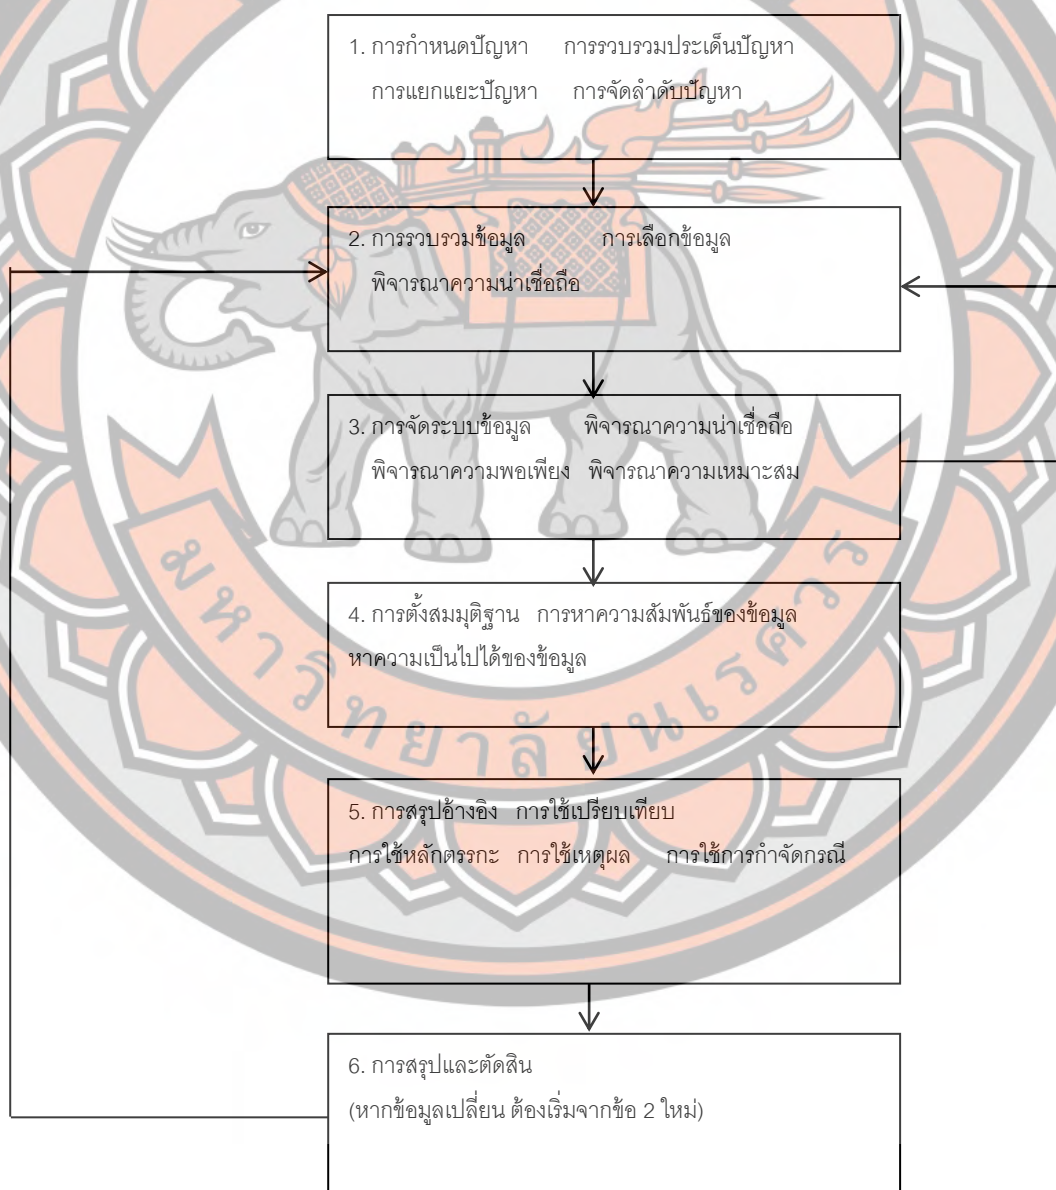 1. การกำหนดปัญหา การรวบรวมประเด็นปัญหา
การแยกแยะปัญหา การจัดลำดับปัญหา
2. การรวบรวมข้อมูล การเลือกข้อมูล
พิจารณาความน่าเชื่อถือ
3. การจัดระบบข้อมูล พิจารณาความน่าเชื่อถือ
พิจารณาความพอเพียง พิจารณาความเหมาะสม
4. การตั้งสมมุติฐาน การหาความสัมพันธ์ของข้อมูล
หาความเป็นไปได้ของข้อมูล
5. การสรุปอ้างอิง การใช้เปรียบเทียบ
การใช้หลักตรรกะ การใช้เหตุผล การใช้การกำจัดกรณี
6. การสรุปและตัดสิน
(หากข้อมูลเปลี่ยน ต้องเริ่มจากข้อ 2 ใหม่)
มหาวิทยาลัยนเรศวร